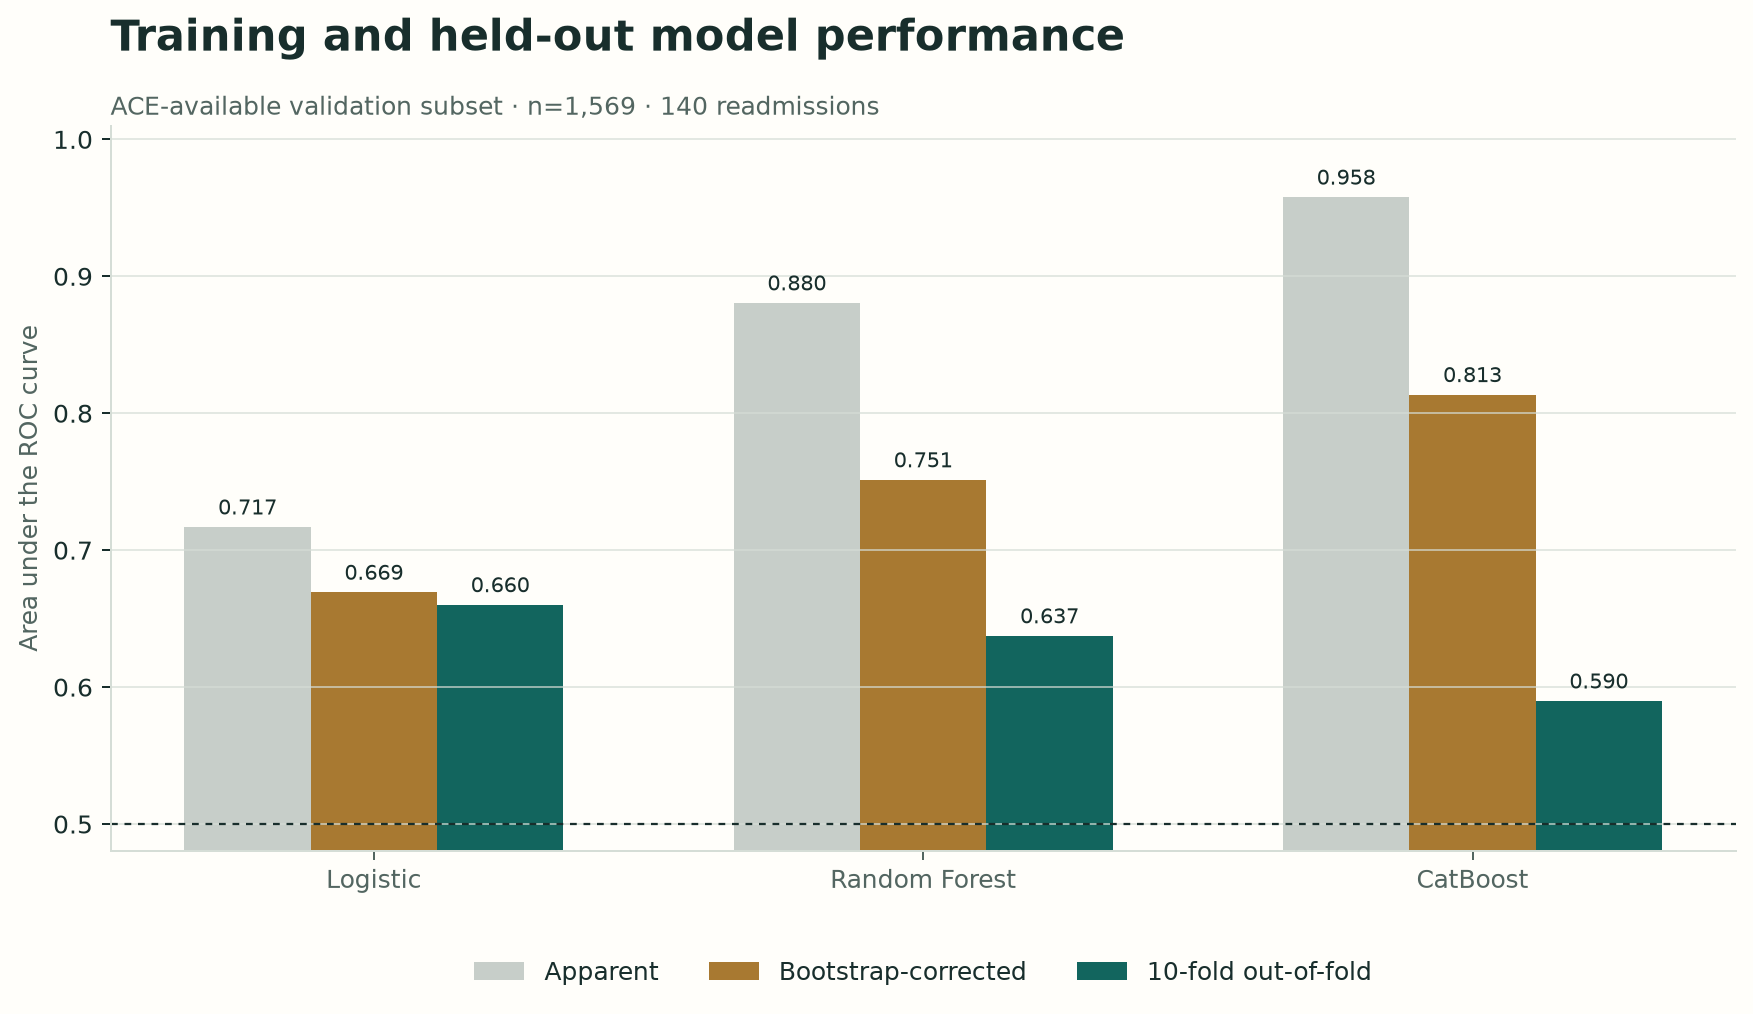 Training and held-out model performance
ACE-available validation subset · n=1,569 · 140 readmissions
Area under the ROC curve
1.0
0.9
0.8
0.7
0.6
0.5
0.717
0.669
0.660
0.880
0.751
0.637
0.958
0.813
0.590
Logistic
Random Forest
CatBoost
Apparent
Bootstrap-corrected
10-fold out-of-fold